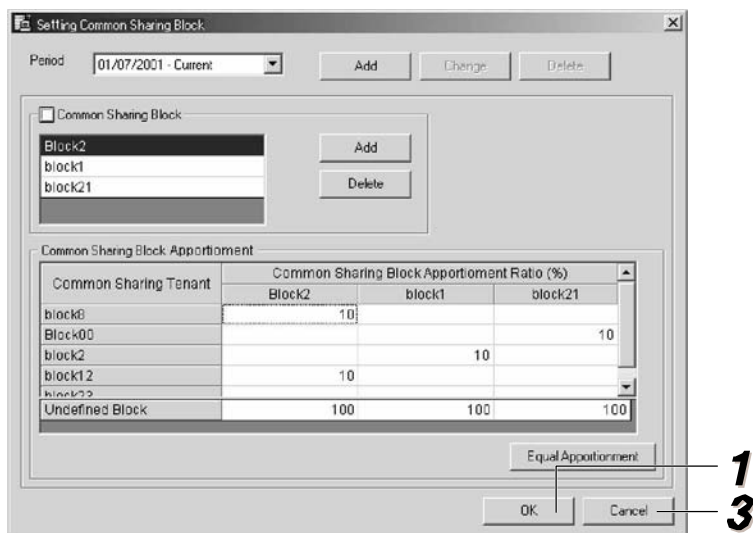 Setting Common Sharing Block
Period 01/07/2001 - Current Add Change Delete
Common Sharing Block
Block2 Add
block1
block21 Delete
Common Sharing Block Apportioment
Common Sharing Tenant Common Sharing Block Apportioment Ratio (%)
Block2 block1 block21
block8 10
Block00 10
block2 10
block12 10
Undefined Block 100 100 100
Equal Apportionment
1
OK Cancel 3